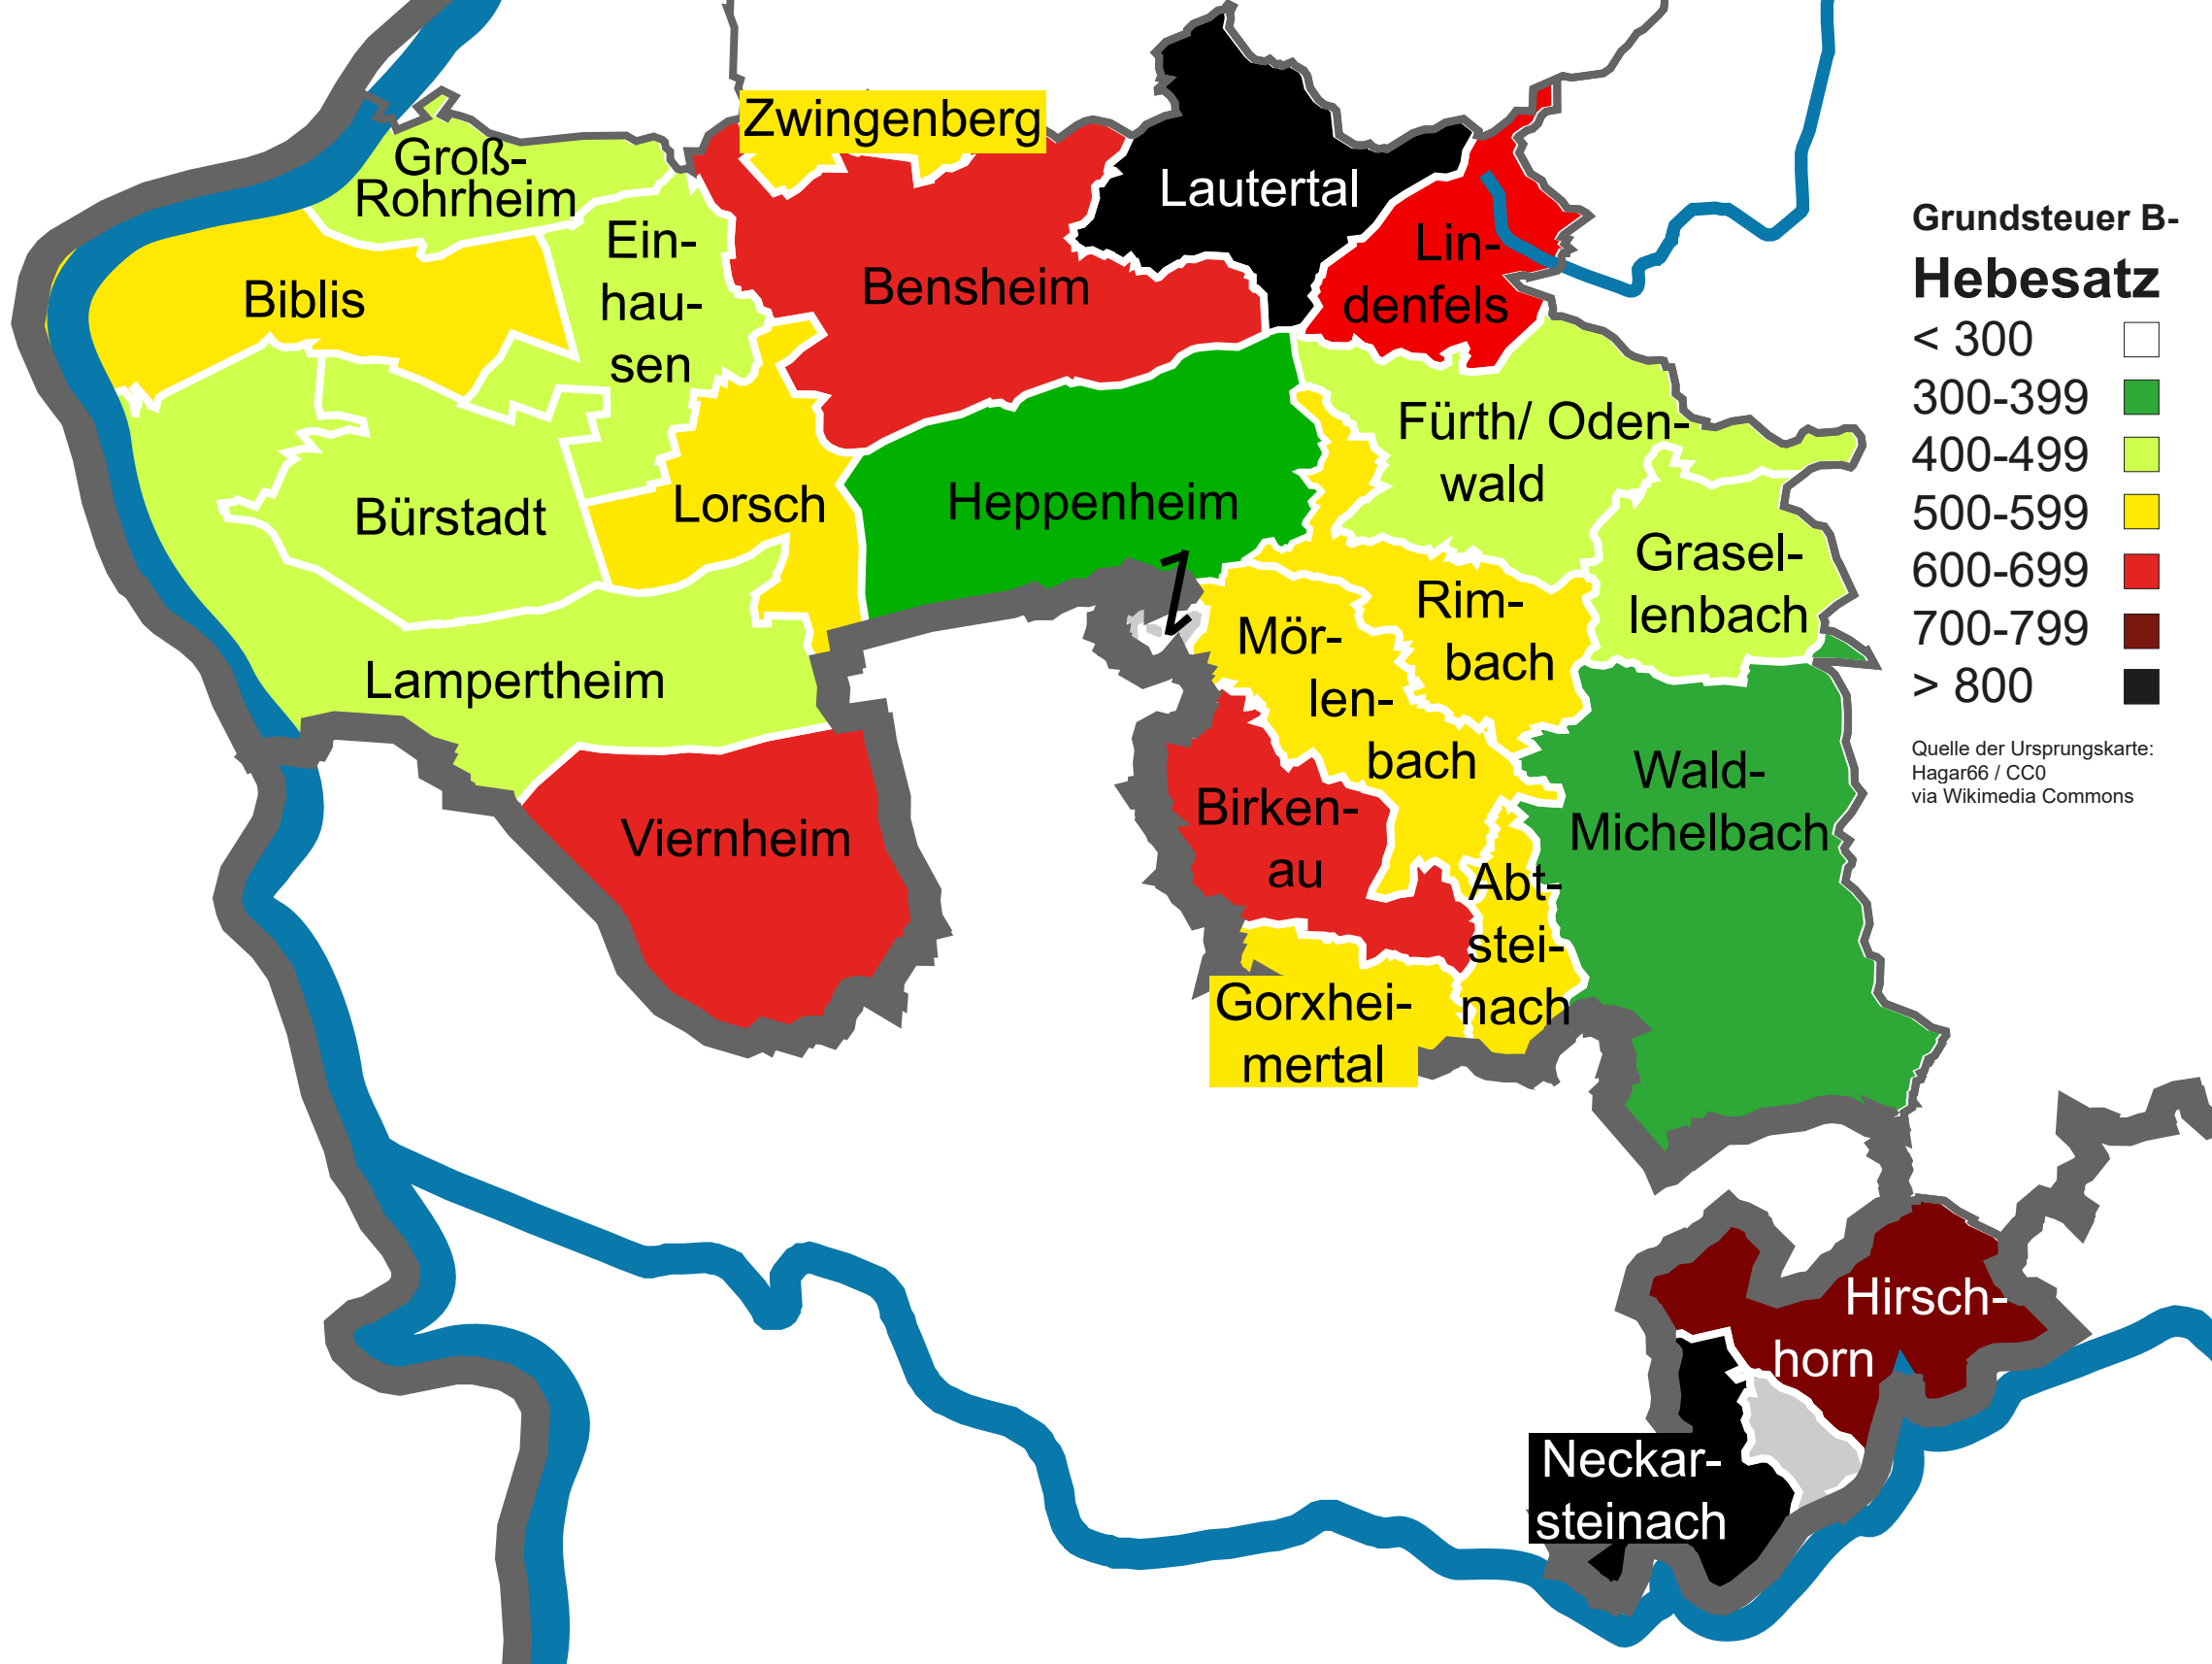 Zwingenberg
Groß-
Rohrheim
Lautertal
Ein-
hau-
sen
Biblis
Bensheim
Lin-
denfels
Fürth/ Oden-
wald
Bürstadt
Lorsch
Heppenheim
Grasel-
lenbach
Rim-
bach
Mör-
len-
bach
Lampertheim
Wald-
Michelbach
Viernheim
Birken-
au
Abt-
stei-
nach
Gorxhei-
mertal
Hirsch-
horn
Neckar-
steinach
Grundsteuer B-
Hebesatz
< 300
300-399
400-499
500-599
600-699
700-799
> 800
Quelle der Ursprungskarte:
Hagar66 / CC0
via Wikimedia Commons